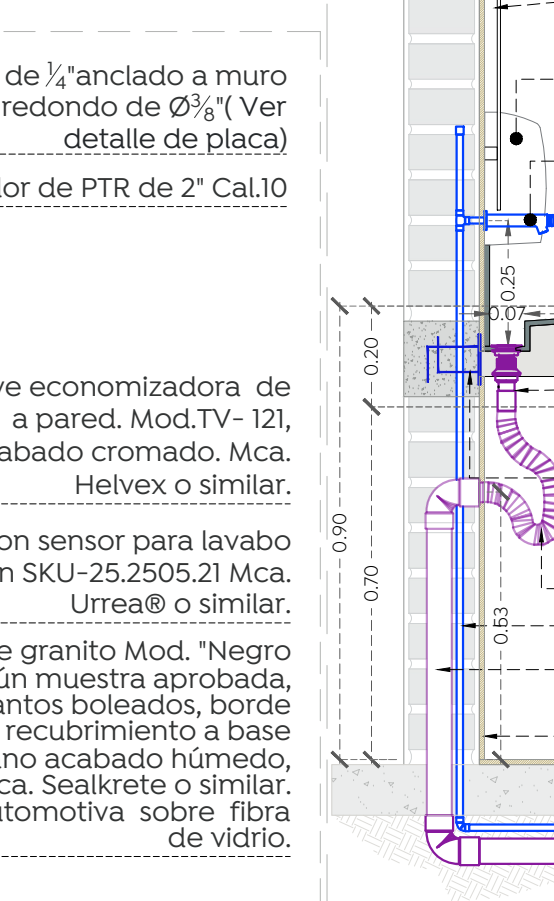 de ¼"anclado a muro
redondo de Ø⅜"( Ver
detalle de placa)
dor de PTR de 2" Cal.10
ve economizadora de
a pared. Mod.TV- 121,
abado cromado. Mca.
Helvex o similar.
on sensor para lavabo
n SKU-25.2505.21 Mca.
Urrea® o similar.
e granito Mod. "Negro
ún muestra aprobada,
antos boleados, borde
recubrimiento a base
ano acabado húmedo,
ca. Sealkrete o similar.
utomotiva sobre fibra
de vidrio.
0.25
0.07
0.20
0.90
0.70
0.53